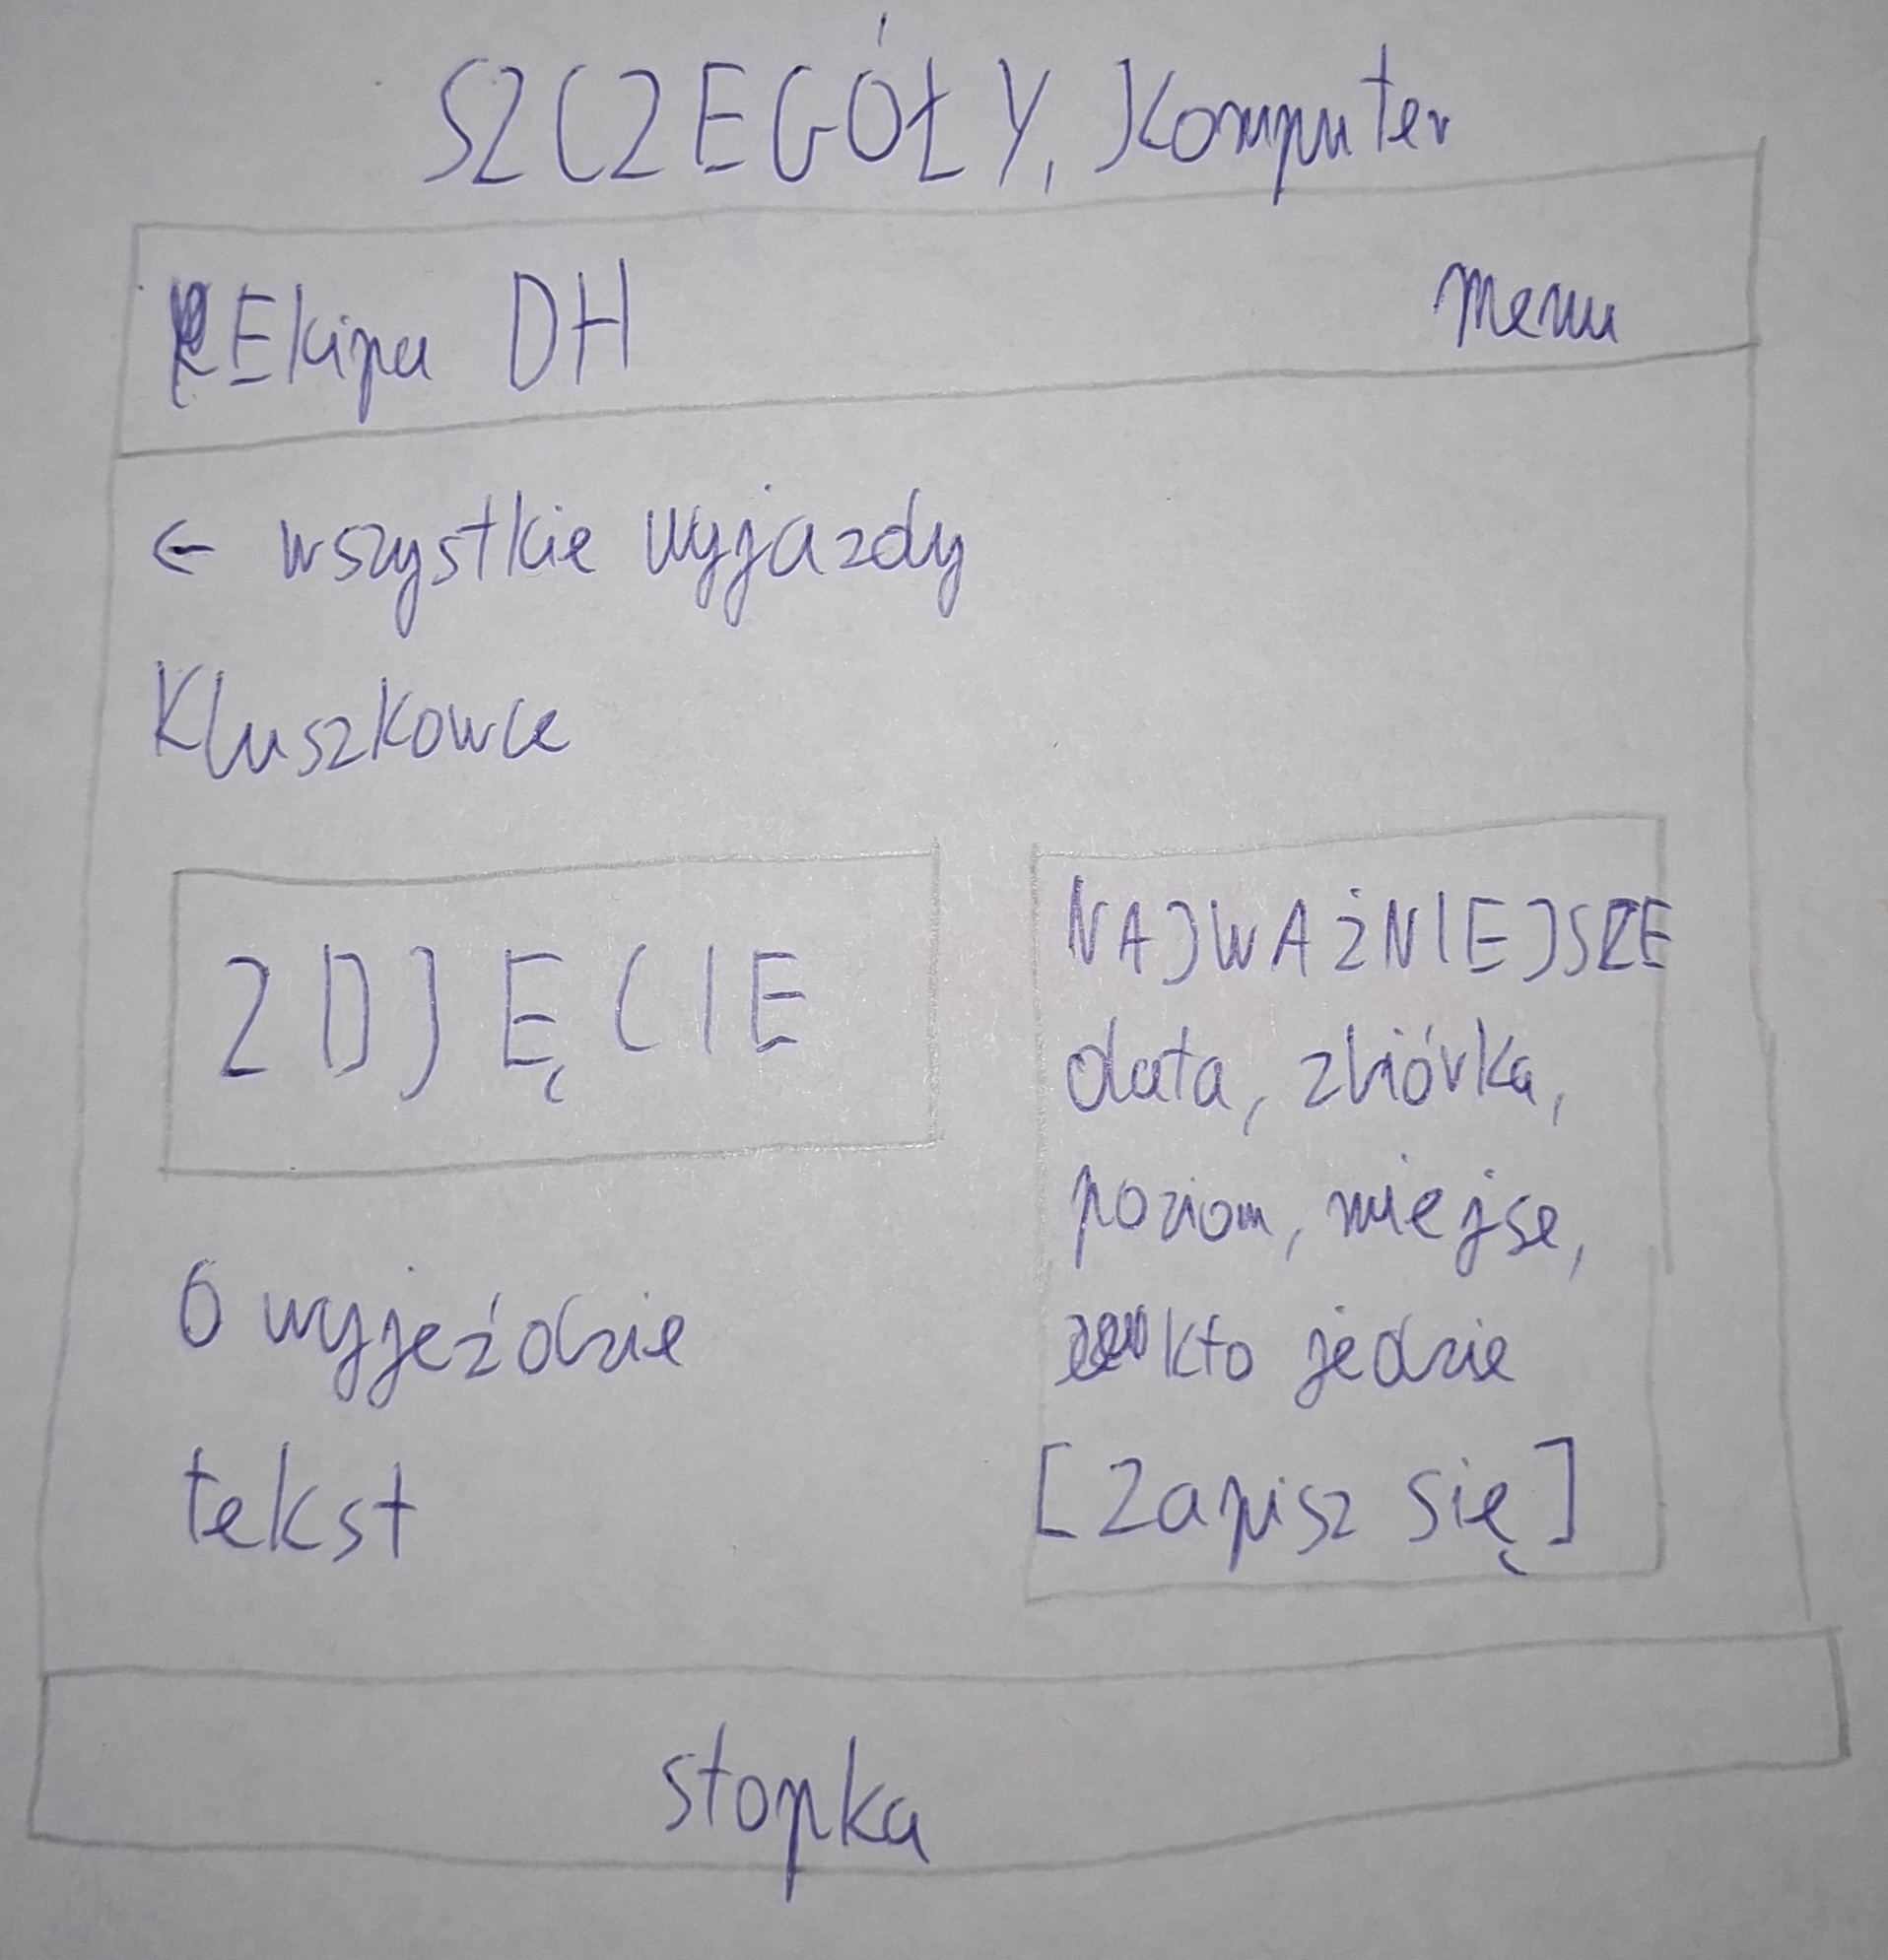 SZCZEGÓŁY, Komputer
Ekipa DH
menu
← wszystkie wyjazdy
Kluszkowce
ZDJĘCIE
NAJWAŻNIEJSZE
data, zbiórka,
poziom, miejsc,
kto jedzie
[Zapisz się]
O wyjeździe
tekst
stopka